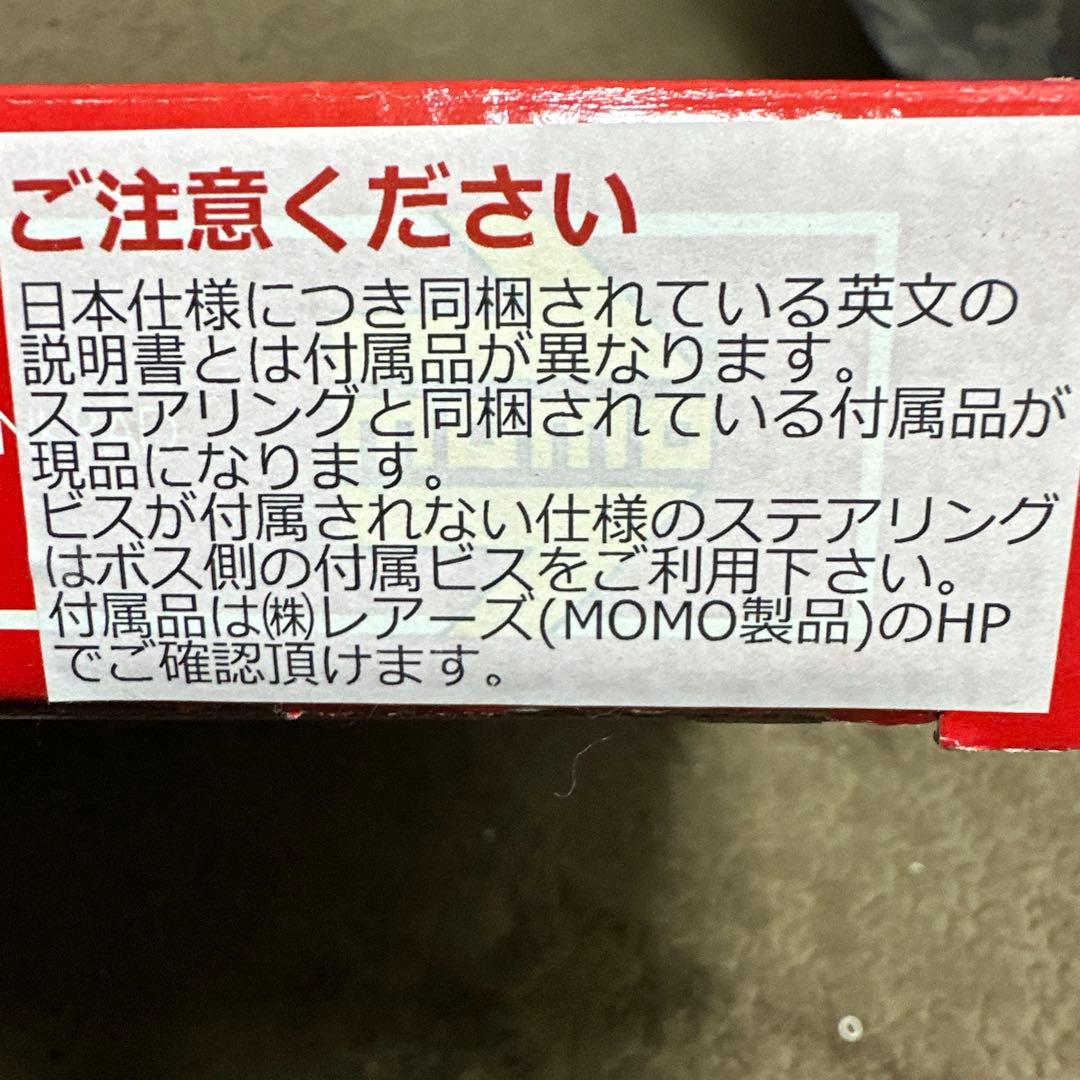 ご注意ください
日本仕様につき同梱されている英文の
説明書とは付属品が異なります。
ステアリングと同梱されている付属品が
現品になります。
ビスが付属されない仕様のステアリング
はボス側の付属ビスをご利用下さい。
付属品は㈱レアーズ(MOMO製品)のHP
でご確認頂けます。